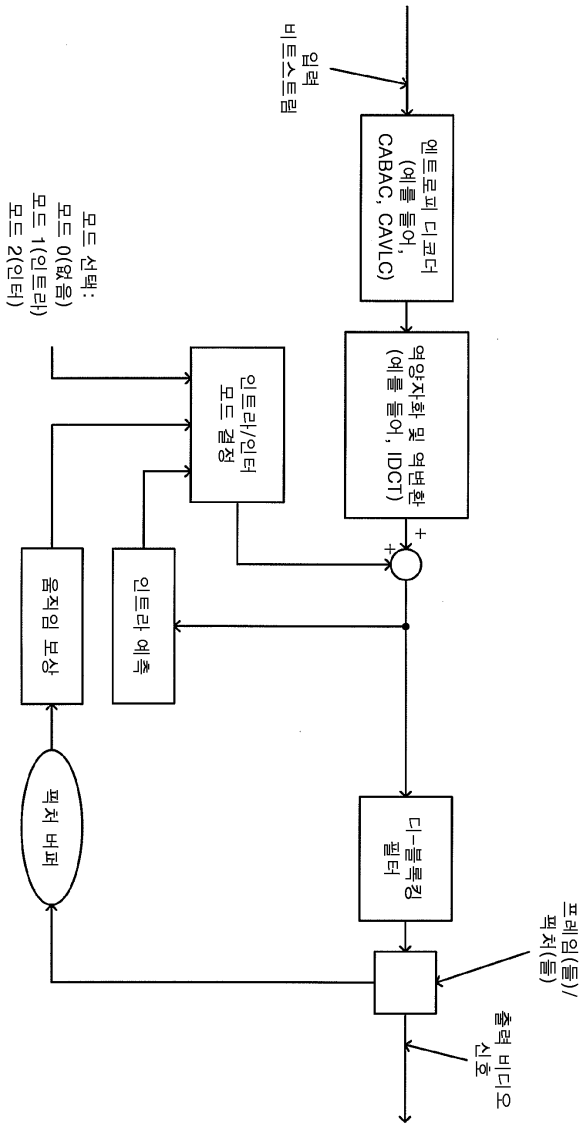 입력
비트스트림
엔트로피 디코더
(예를 들어,
CABAC, CAVLC)
역양자화 및 역변환
(예를 들어, IDCT)
+
+
디-블록킹
필터
프레임(들)/
픽처(들)
출력 비디오
신호
모드 선택:
모드 0(없음)
모드 1(인트라)
모드 2(인터)
인트라/인터
모드 결정
인트라 예측
움직임 보상
픽처 버퍼